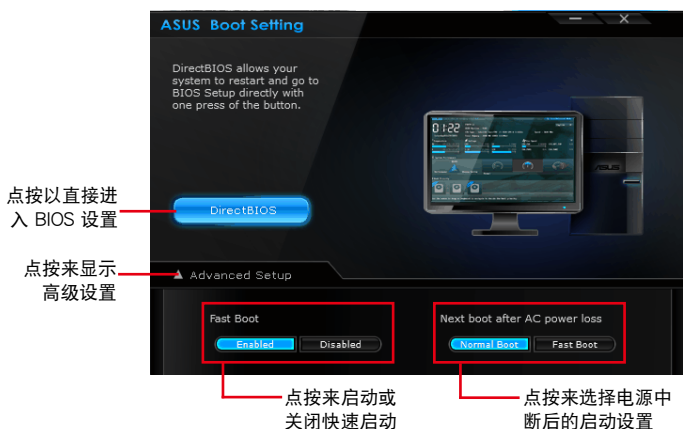 ASUS Boot Setting
DirectBIOS allows your
system to restart and go to
BIOS Setup directly with
one press of the button.
01:22
ASUS
点按以直接进
入 BIOS 设置
DirectBIOS
点按来显示
高级设置
Advanced Setup
Fast Boot
Enabled Disabled
Next boot after AC power loss
Normal Boot Fast Boot
点按来启动或
关闭快速启动
点按来选择电源中
断后的启动设置